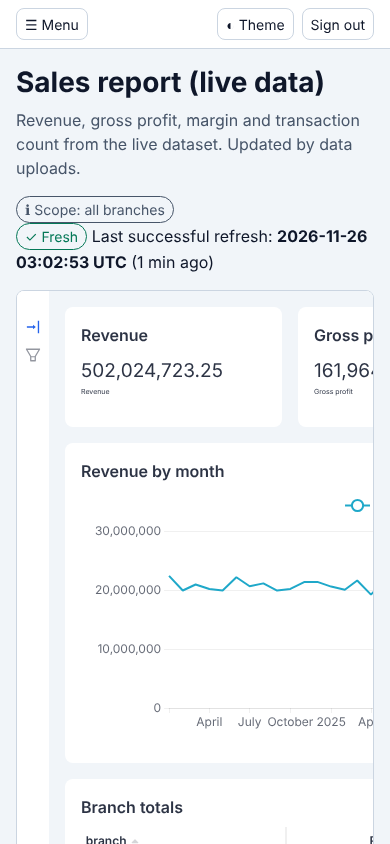 ☰ Menu
◖ Theme
Sign out
Sales report (live data)
Revenue, gross profit, margin and transaction
count from the live dataset. Updated by data
uploads.
ℹ Scope: all branches
✓ Fresh Last successful refresh: 2026-11-26
03:02:53 UTC (1 min ago)
Revenue
502,024,723.25
Revenue
Gross p
161,964
Gross profit
Revenue by month
30,000,000
20,000,000
10,000,000
0
April July October 2025 Ap
Branch totals
branch